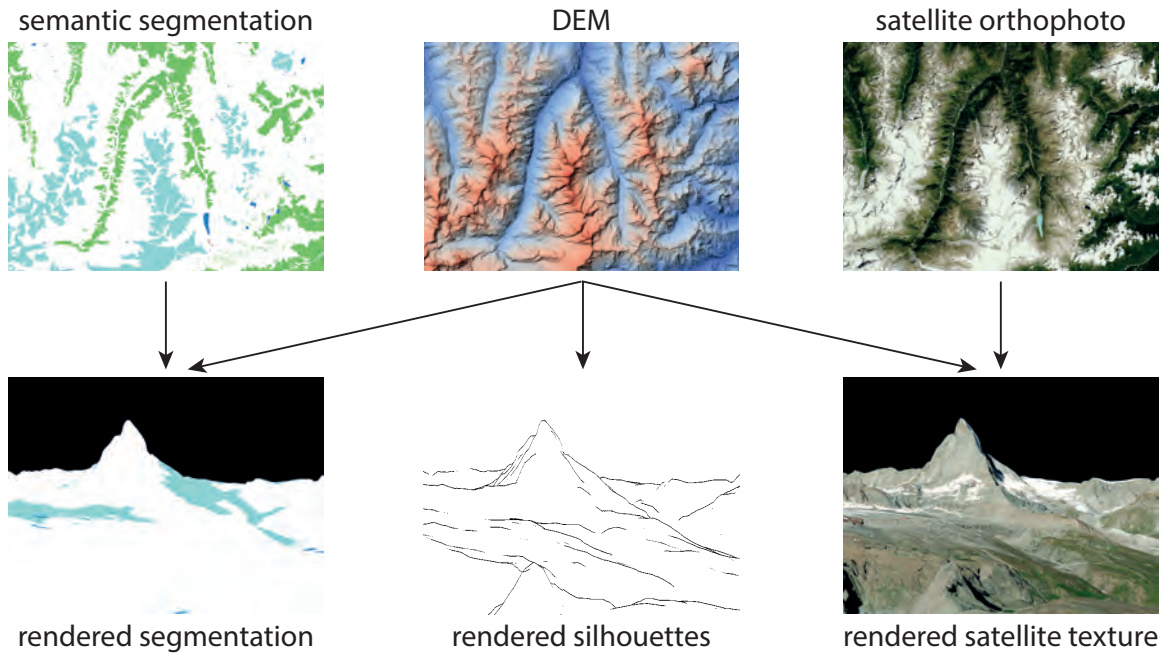 semantic segmentation
DEM
satellite orthophoto
rendered segmentation
rendered silhouettes
rendered satellite texture